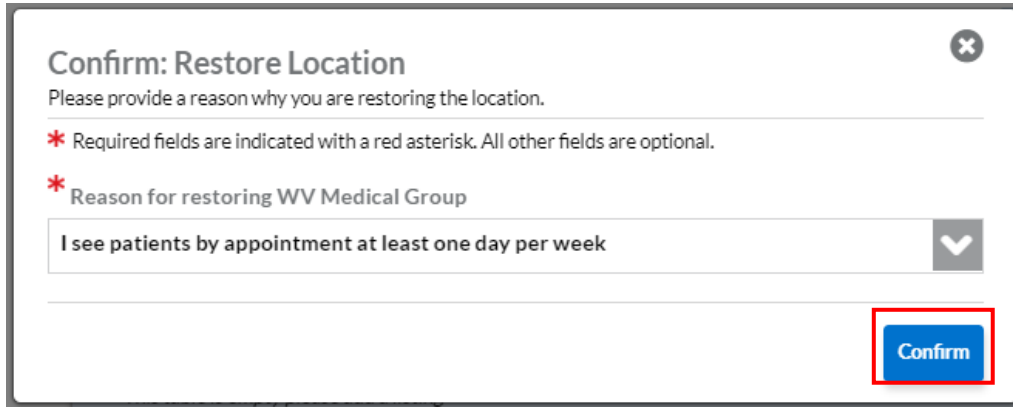 Confirm: Restore Location
Please provide a reason why you are restoring the location.
* Required fields are indicated with a red asterisk. All other fields are optional.
* Reason for restoring WV Medical Group
I see patients by appointment at least one day per week
Confirm